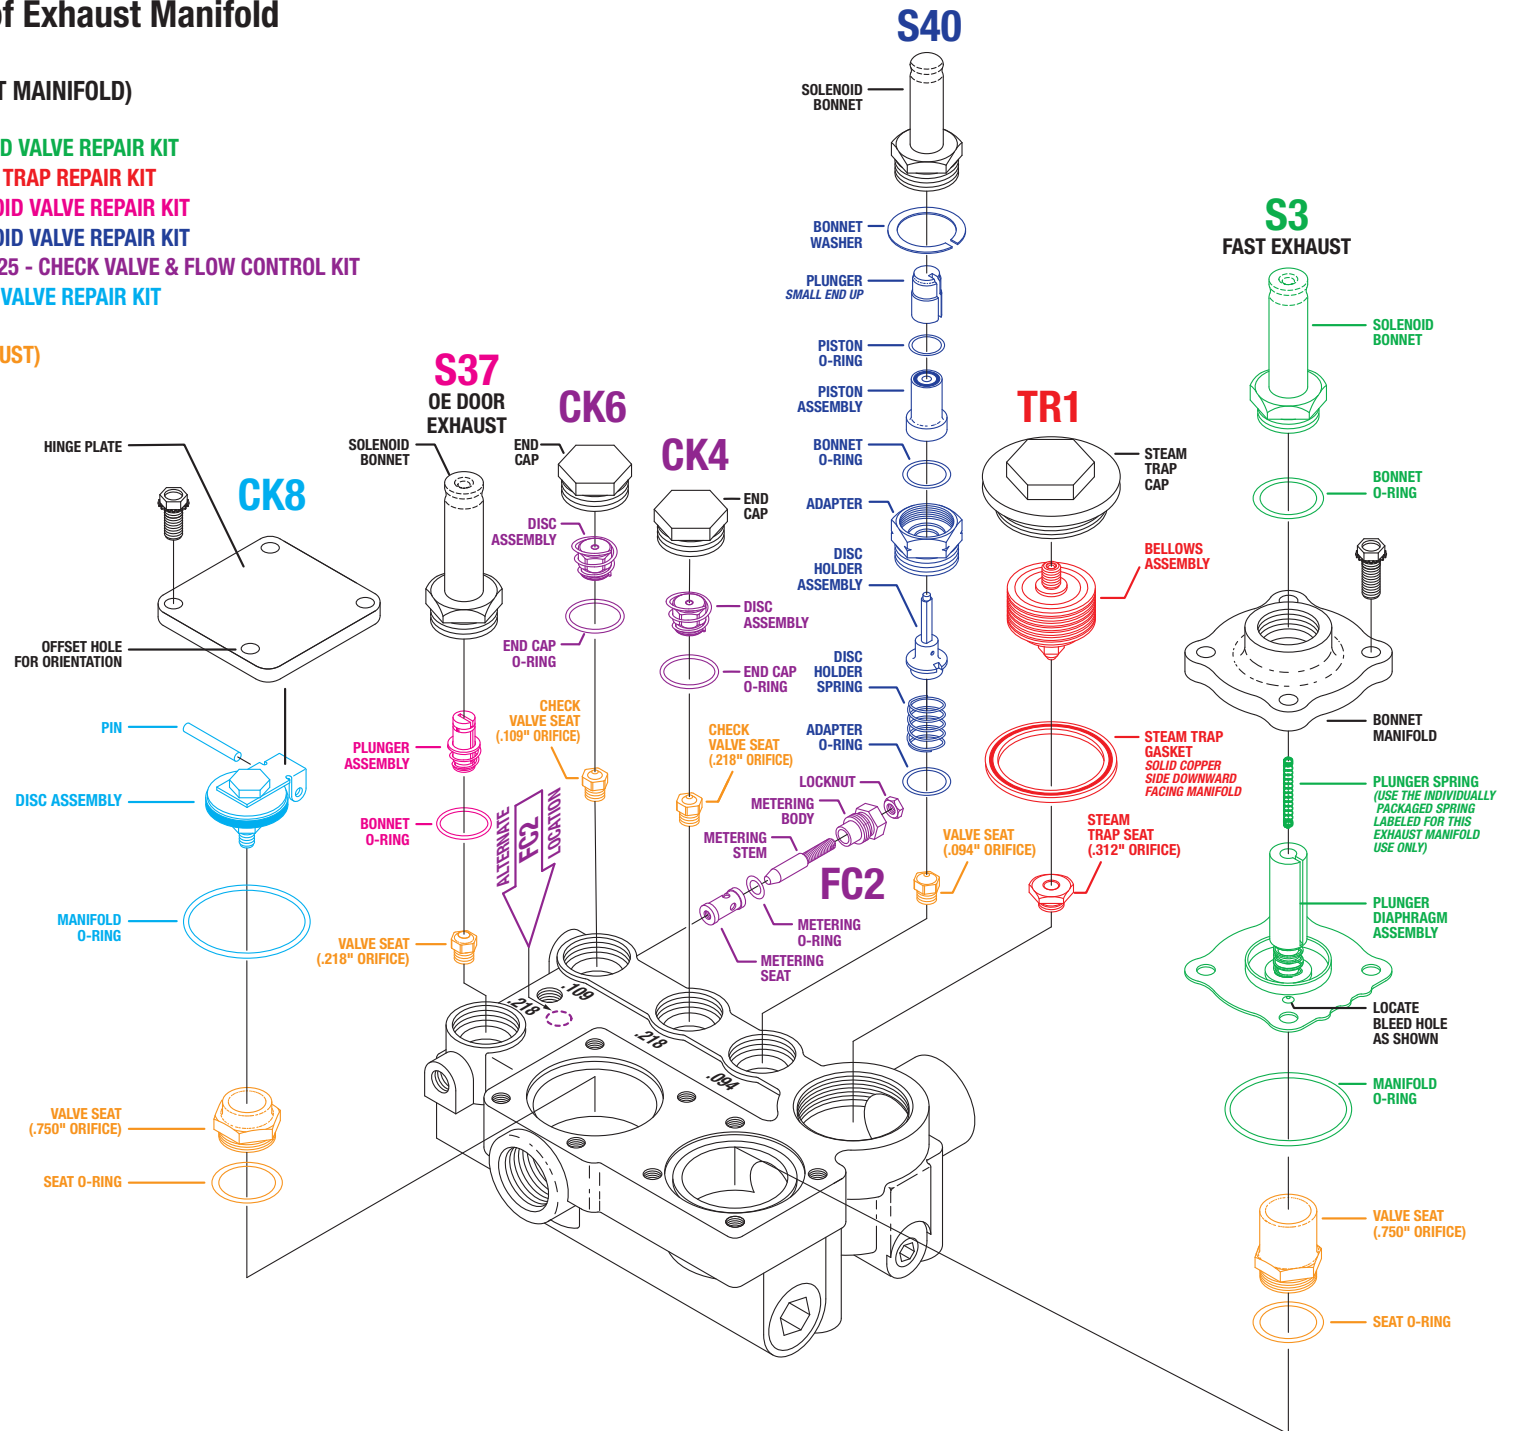 of Exhaust Manifold
T MAINIFOLD)
D VALVE REPAIR KIT
TRAP REPAIR KIT
OID VALVE REPAIR KIT
OID VALVE REPAIR KIT
25 - CHECK VALVE & FLOW CONTROL KIT
VALVE REPAIR KIT
UST)
S40
SOLENOID
BONNET
BONNET
WASHER
PLUNGER
SMALL END UP
PISTON
O-RING
PISTON
ASSEMBLY
BONNET
O-RING
ADAPTER
DISC
HOLDER
ASSEMBLY
DISC
HOLDER
SPRING
ADAPTER
O-RING
VALVE SEAT
(.094" ORIFICE)
S3
FAST EXHAUST
SOLENOID
BONNET
BONNET
O-RING
BONNET
MANIFOLD
PLUNGER SPRING
(USE THE INDIVIDUALLY
PACKAGED SPRING
LABELED FOR THIS
EXHAUST MANIFOLD
USE ONLY)
PLUNGER
DIAPHRAGM
ASSEMBLY
LOCATE
BLEED HOLE
AS SHOWN
MANIFOLD
O-RING
VALVE SEAT
(.750" ORIFICE)
SEAT O-RING
TR1
STEAM
TRAP
CAP
BELLOWS
ASSEMBLY
STEAM TRAP
GASKET
SOLID COPPER
SIDE DOWNWARD
FACING MANIFOLD
STEAM
TRAP SEAT
(.312" ORIFICE)
S37
OE DOOR
EXHAUST
SOLENOID
BONNET
PLUNGER
ASSEMBLY
BONNET
O-RING
VALVE SEAT
(.218" ORIFICE)
CK6
END
CAP
DISC
ASSEMBLY
END CAP
O-RING
CHECK
VALVE SEAT
(.109" ORIFICE)
CK4
END
CAP
DISC
ASSEMBLY
END CAP
O-RING
CHECK
VALVE SEAT
(.218" ORIFICE)
CK8
HINGE PLATE
OFFSET HOLE
FOR ORIENTATION
PIN
DISC ASSEMBLY
MANIFOLD
O-RING
VALVE SEAT
(.750" ORIFICE)
SEAT O-RING
ALTERNATE
FC2
LOCATION
FC2
LOCKNUT
METERING
BODY
METERING
STEM
METERING
O-RING
METERING
SEAT
.218
.109
.218
.094